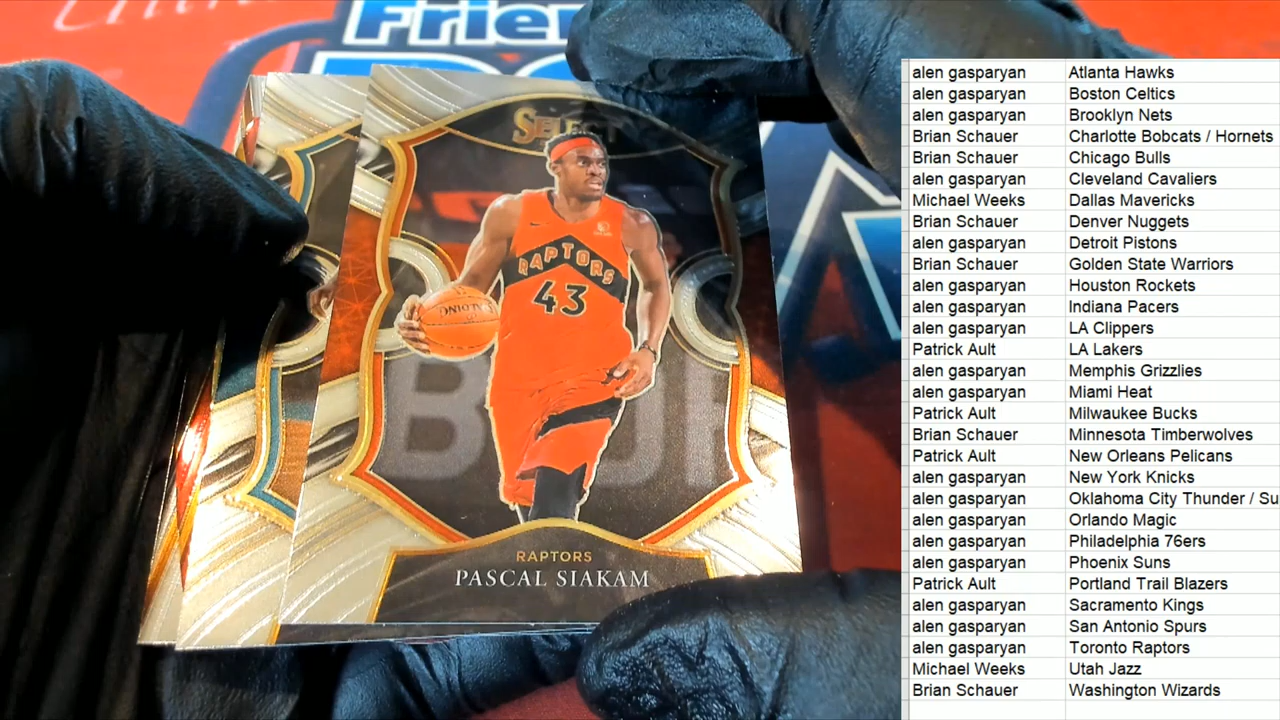 Frien
SELECT
RAPTORS
43
SPALDING
RAPTORS
PASCAL SIAKAM
alen gasparyan Atlanta Hawks
alen gasparyan Boston Celtics
alen gasparyan Brooklyn Nets
Brian Schauer Charlotte Bobcats / Hornets
Brian Schauer Chicago Bulls
alen gasparyan Cleveland Cavaliers
Michael Weeks Dallas Mavericks
Brian Schauer Denver Nuggets
alen gasparyan Detroit Pistons
Brian Schauer Golden State Warriors
alen gasparyan Houston Rockets
alen gasparyan Indiana Pacers
alen gasparyan LA Clippers
Patrick Ault LA Lakers
alen gasparyan Memphis Grizzlies
alen gasparyan Miami Heat
Patrick Ault Milwaukee Bucks
Brian Schauer Minnesota Timberwolves
Patrick Ault New Orleans Pelicans
alen gasparyan New York Knicks
alen gasparyan Oklahoma City Thunder / Su
alen gasparyan Orlando Magic
alen gasparyan Philadelphia 76ers
alen gasparyan Phoenix Suns
Patrick Ault Portland Trail Blazers
alen gasparyan Sacramento Kings
alen gasparyan San Antonio Spurs
alen gasparyan Toronto Raptors
Michael Weeks Utah Jazz
Brian Schauer Washington Wizards